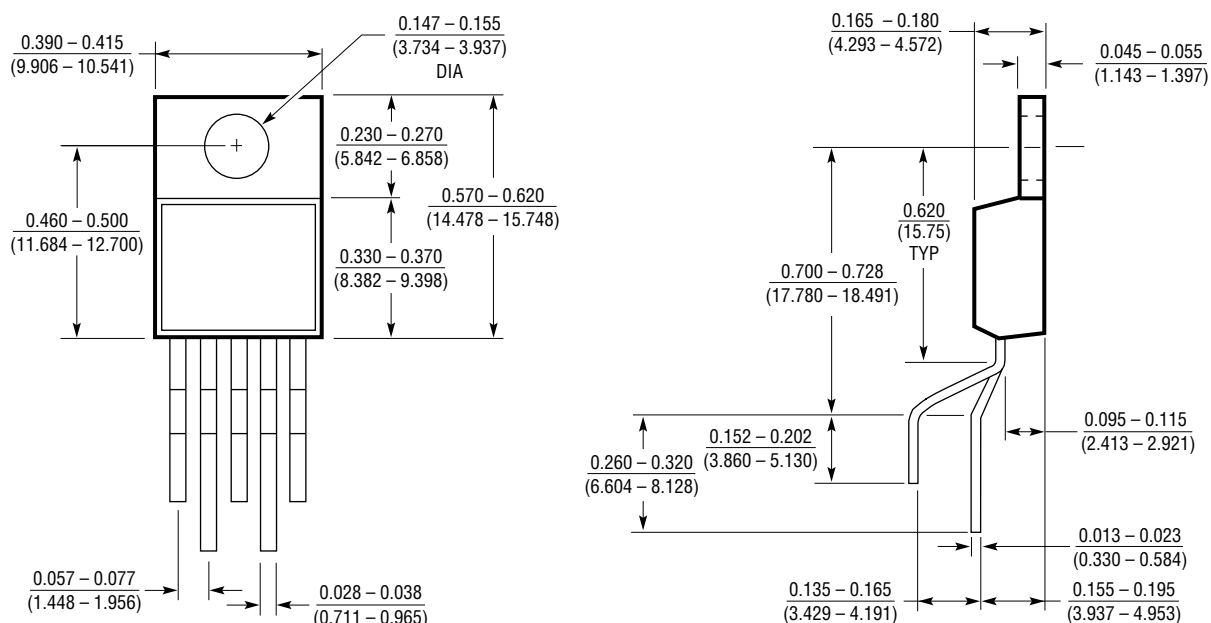 0.390 – 0.415
(9.906 – 10.541)
0.147 – 0.155
(3.734 – 3.937)
DIA
0.230 – 0.270
(5.842 – 6.858)
0.570 – 0.620
(14.478 – 15.748)
0.460 – 0.500
(11.684 – 12.700)
0.330 – 0.370
(8.382 – 9.398)
0.057 – 0.077
(1.448 – 1.956)
0.028 – 0.038
(0.711 – 0.965)
0.165 – 0.180
(4.293 – 4.572)
0.045 – 0.055
(1.143 – 1.397)
0.620
(15.75)
TYP
0.700 – 0.728
(17.780 – 18.491)
0.095 – 0.115
(2.413 – 2.921)
0.152 – 0.202
(3.860 – 5.130)
0.260 – 0.320
(6.604 – 8.128)
0.013 – 0.023
(0.330 – 0.584)
0.135 – 0.165
(3.429 – 4.191)
0.155 – 0.195
(3.937 – 4.953)